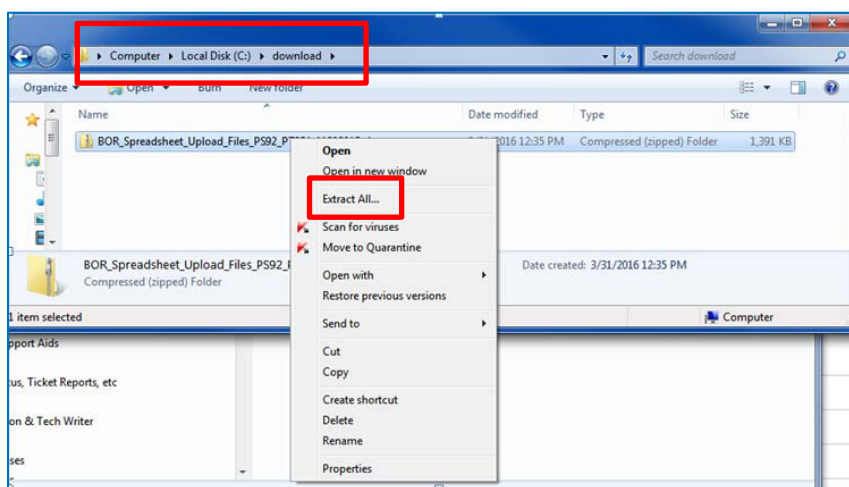 Computer ▸ Local Disk (C:) ▸ download ▸
Search download
Organize
Open
Burn
New folder
Name
Date modified
Type
Size
BOR_Spreadsheet_Upload_Files_PS92
2016 12:35 PM
Compressed (zipped) Folder
1,391 KB
Open
Open in new window
Extract All...
Scan for viruses
Move to Quarantine
Open with
Restore previous versions
Send to
Cut
Copy
Create shortcut
Delete
Rename
Properties
BOR_Spreadsheet_Upload_Files_PS92
Date created: 3/31/2016 12:35 PM
Compressed (zipped) Folder
1 item selected
Computer
pport Aids
us, Ticket Reports, etc
on & Tech Writer
ses